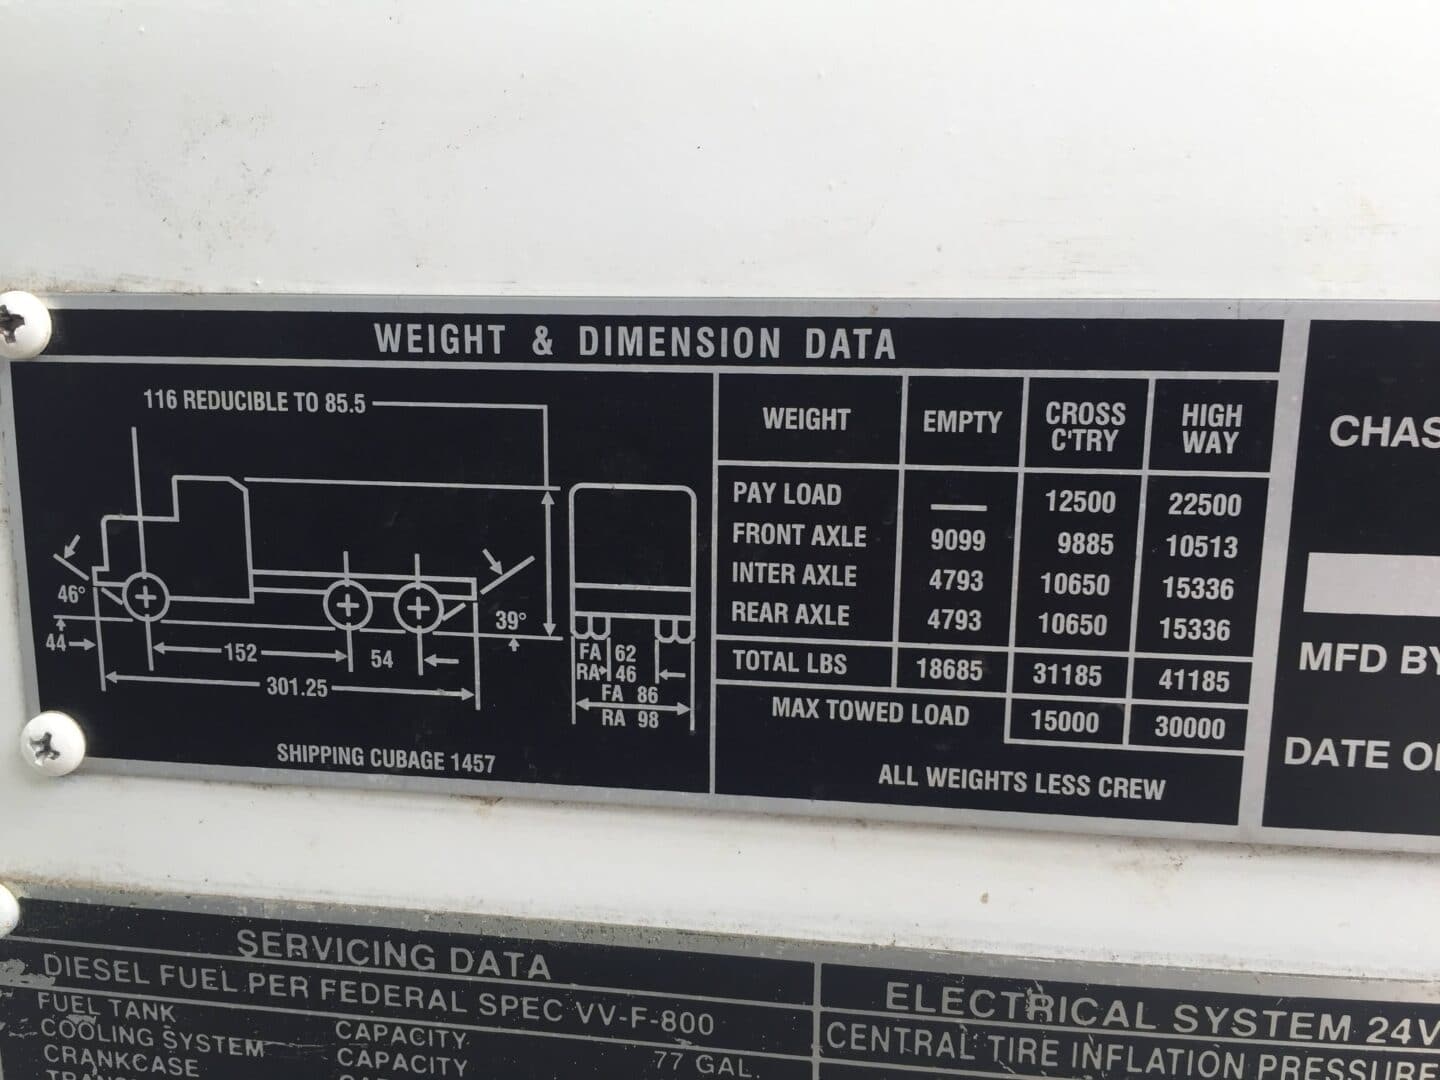 WEIGHT & DIMENSION DATA
116 REDUCIBLE TO 85.5
46°
44
152
54
301.25
39°
FA 62
RA 46
FA 86
RA 98
SHIPPING CUBAGE 1457
WEIGHT EMPTY CROSS C'TRY HIGH WAY
PAY LOAD — 12500 22500
FRONT AXLE 9099 9885 10513
INTER AXLE 4793 10650 15336
REAR AXLE 4793 10650 15336
TOTAL LBS 18685 31185 41185
MAX TOWED LOAD 15000 30000
ALL WEIGHTS LESS CREW
CHAS
MFD BY
DATE O
SERVICING DATA
DIESEL FUEL PER FEDERAL SPEC VV-F-800
FUEL TANK CAPACITY 77 GAL.
COOLING SYSTEM CAPACITY
CRANKCASE
ELECTRICAL SYSTEM 24V
CENTRAL TIRE INFLATION PRESSURE